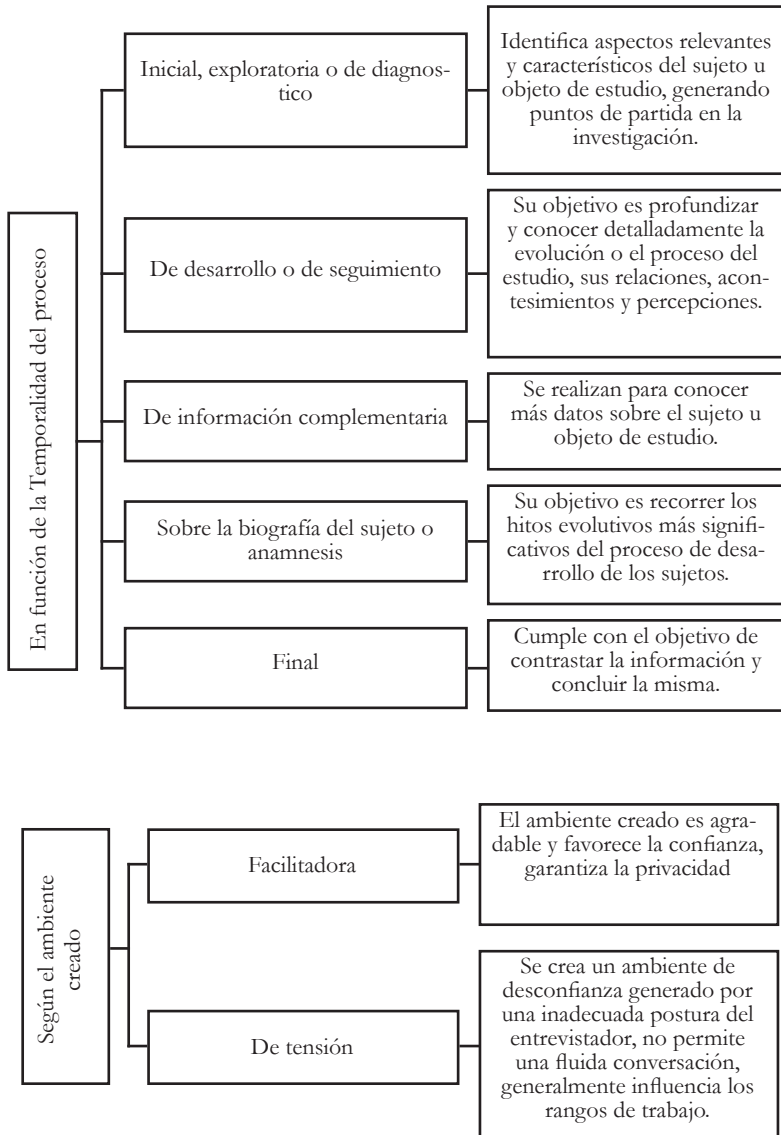 En función de la Temporalidad del proceso
Inicial, exploratoria o de diagnos-
tico
Identifica aspectos relevantes
y característicos del sujeto u
objeto de estudio, generando
puntos de partida en la
investigación.
De desarrollo o de seguimiento
Su objetivo es profundizar
y conocer detalladamente la
evolución o el proceso del
estudio, sus relaciones, acon-
tesimientos y percepciones.
De información complementaria
Se realizan para conocer
más datos sobre el sujeto u
objeto de estudio.
Sobre la biografía del sujeto o
anamnesis
Su objetivo es recorrer los
hitos evolutivos más signifi-
cativos del proceso de desa-
rrollo de los sujetos.
Final
Cumple con el objetivo de
contrastar la información y
concluir la misma.
Según el ambiente
creado
Facilitadora
El ambiente creado es agra-
dable y favorece la confianza,
garantiza la privacidad
De tensión
Se crea un ambiente de
desconfianza generado por
una inadecuada postura del
entrevistador, no permite
una fluida conversación,
generalmente influencia los
rangos de trabajo.